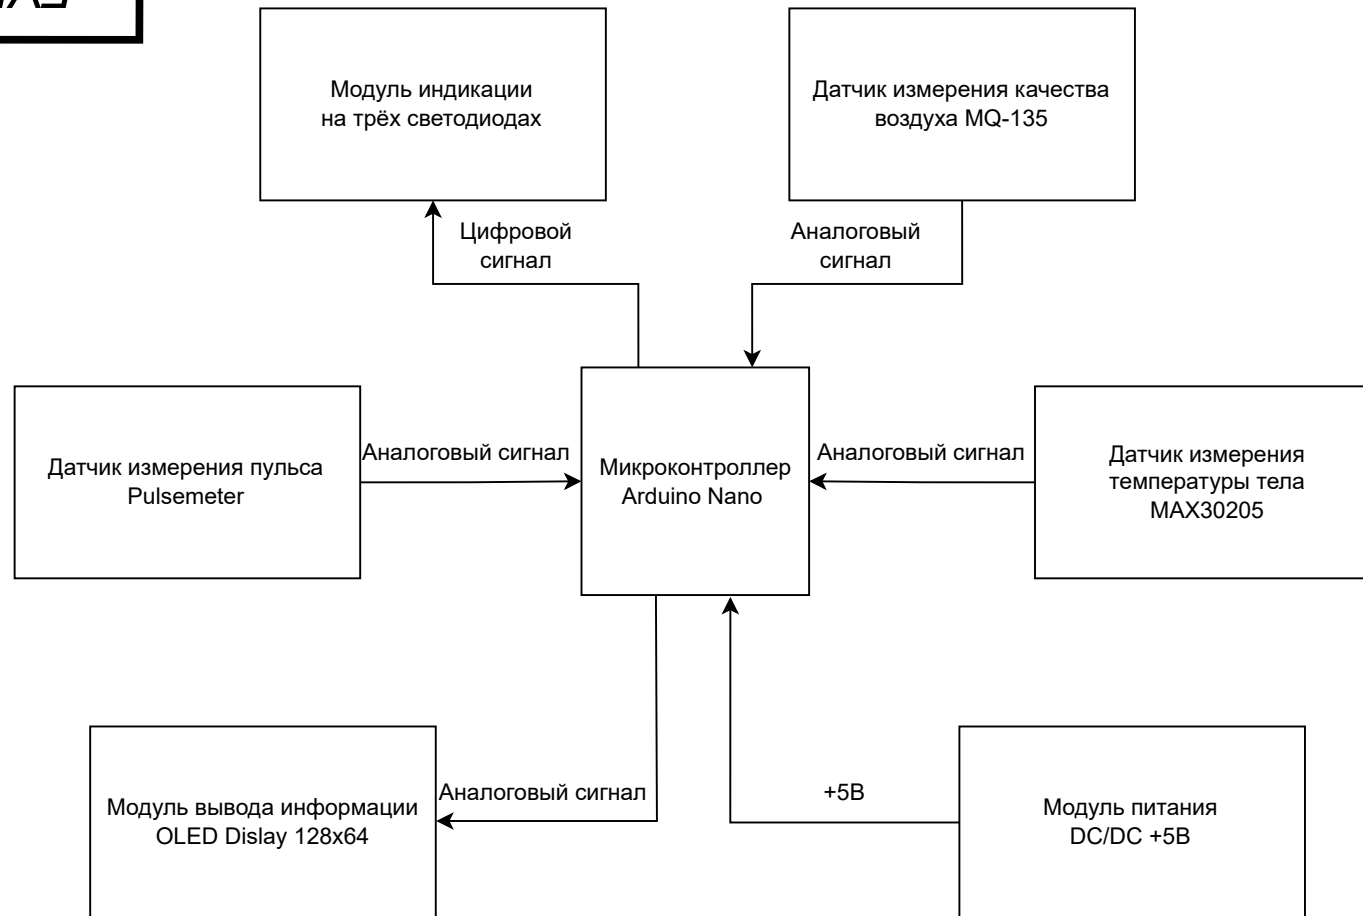 Модуль индикации
на трёх светодиодах
Датчик измерения качества
воздуха MQ-135
Цифровой
сигнал
Аналоговый
сигнал
Датчик измерения пульса
Pulsemeter
Аналоговый сигнал
Микроконтроллер
Arduino Nano
Аналоговый сигнал
Датчик измерения
температуры тела
MAX30205
Модуль вывода информации
OLED Dislay 128x64
Аналоговый сигнал
+5В
Модуль питания
DC/DC +5В